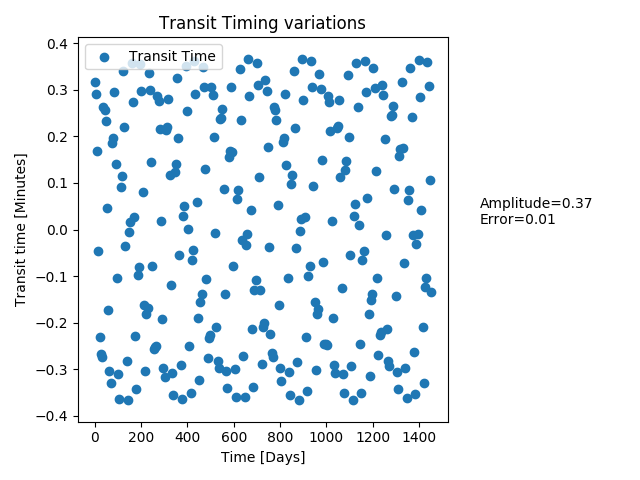 Transit Timing variations
Transit Time
Transit time [Minutes]
0.4
0.3
0.2
0.1
0.0
−0.1
−0.2
−0.3
−0.4
0 200 400 600 800 1000 1200 1400
Time [Days]
Amplitude=0.37
Error=0.01